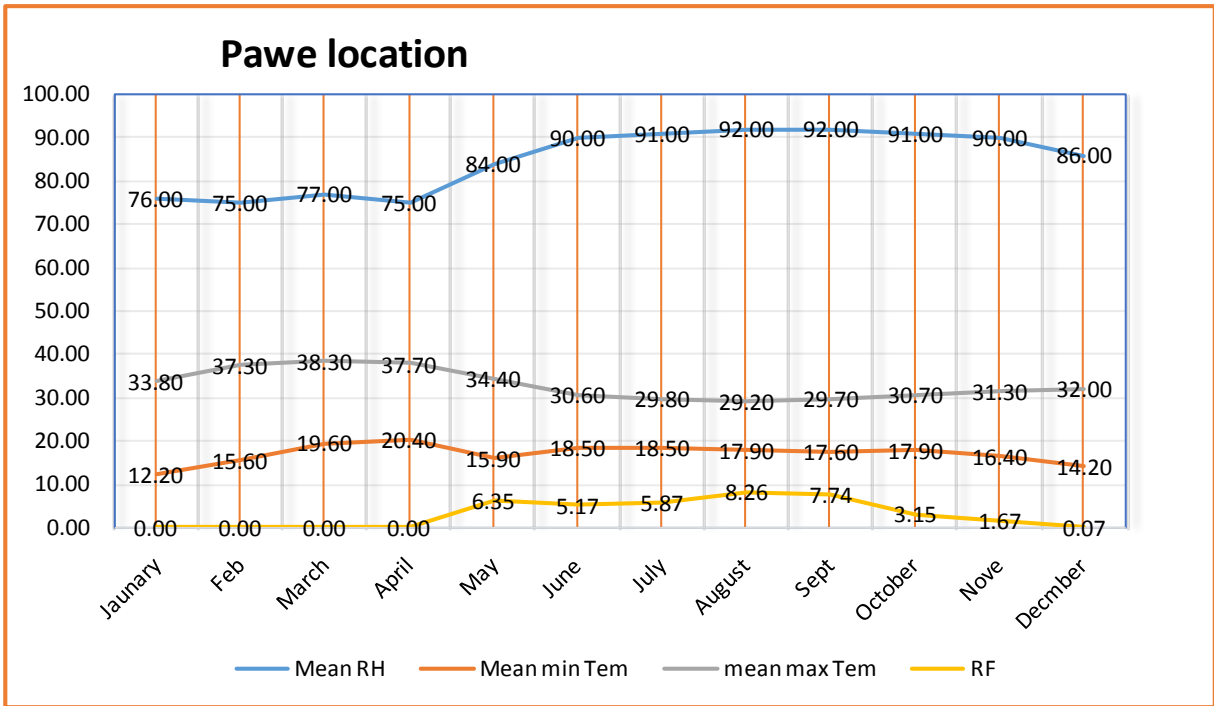 Pawe location
100.00
90.00
80.00
70.00
60.00
50.00
40.00
30.00
20.00
10.00
0.00
76.00 75.00 77.00 75.00 84.00 90.00 91.00 92.00 92.00 91.00 90.00 86.00
33.80 37.30 38.30 37.70 34.40 30.60 29.80 29.20 29.70 30.70 31.30 32.00
12.20 15.60 19.60 20.40 15.90 18.50 18.50 17.90 17.60 17.90 16.40 14.20
0.00 0.00 0.00 0.00 6.35 5.17 5.87 8.26 7.74 3.15 1.67 0.07
Jaunary Feb March April May June July August Sept October Nove Decmber
Mean RH Mean min Tem mean max Tem RF